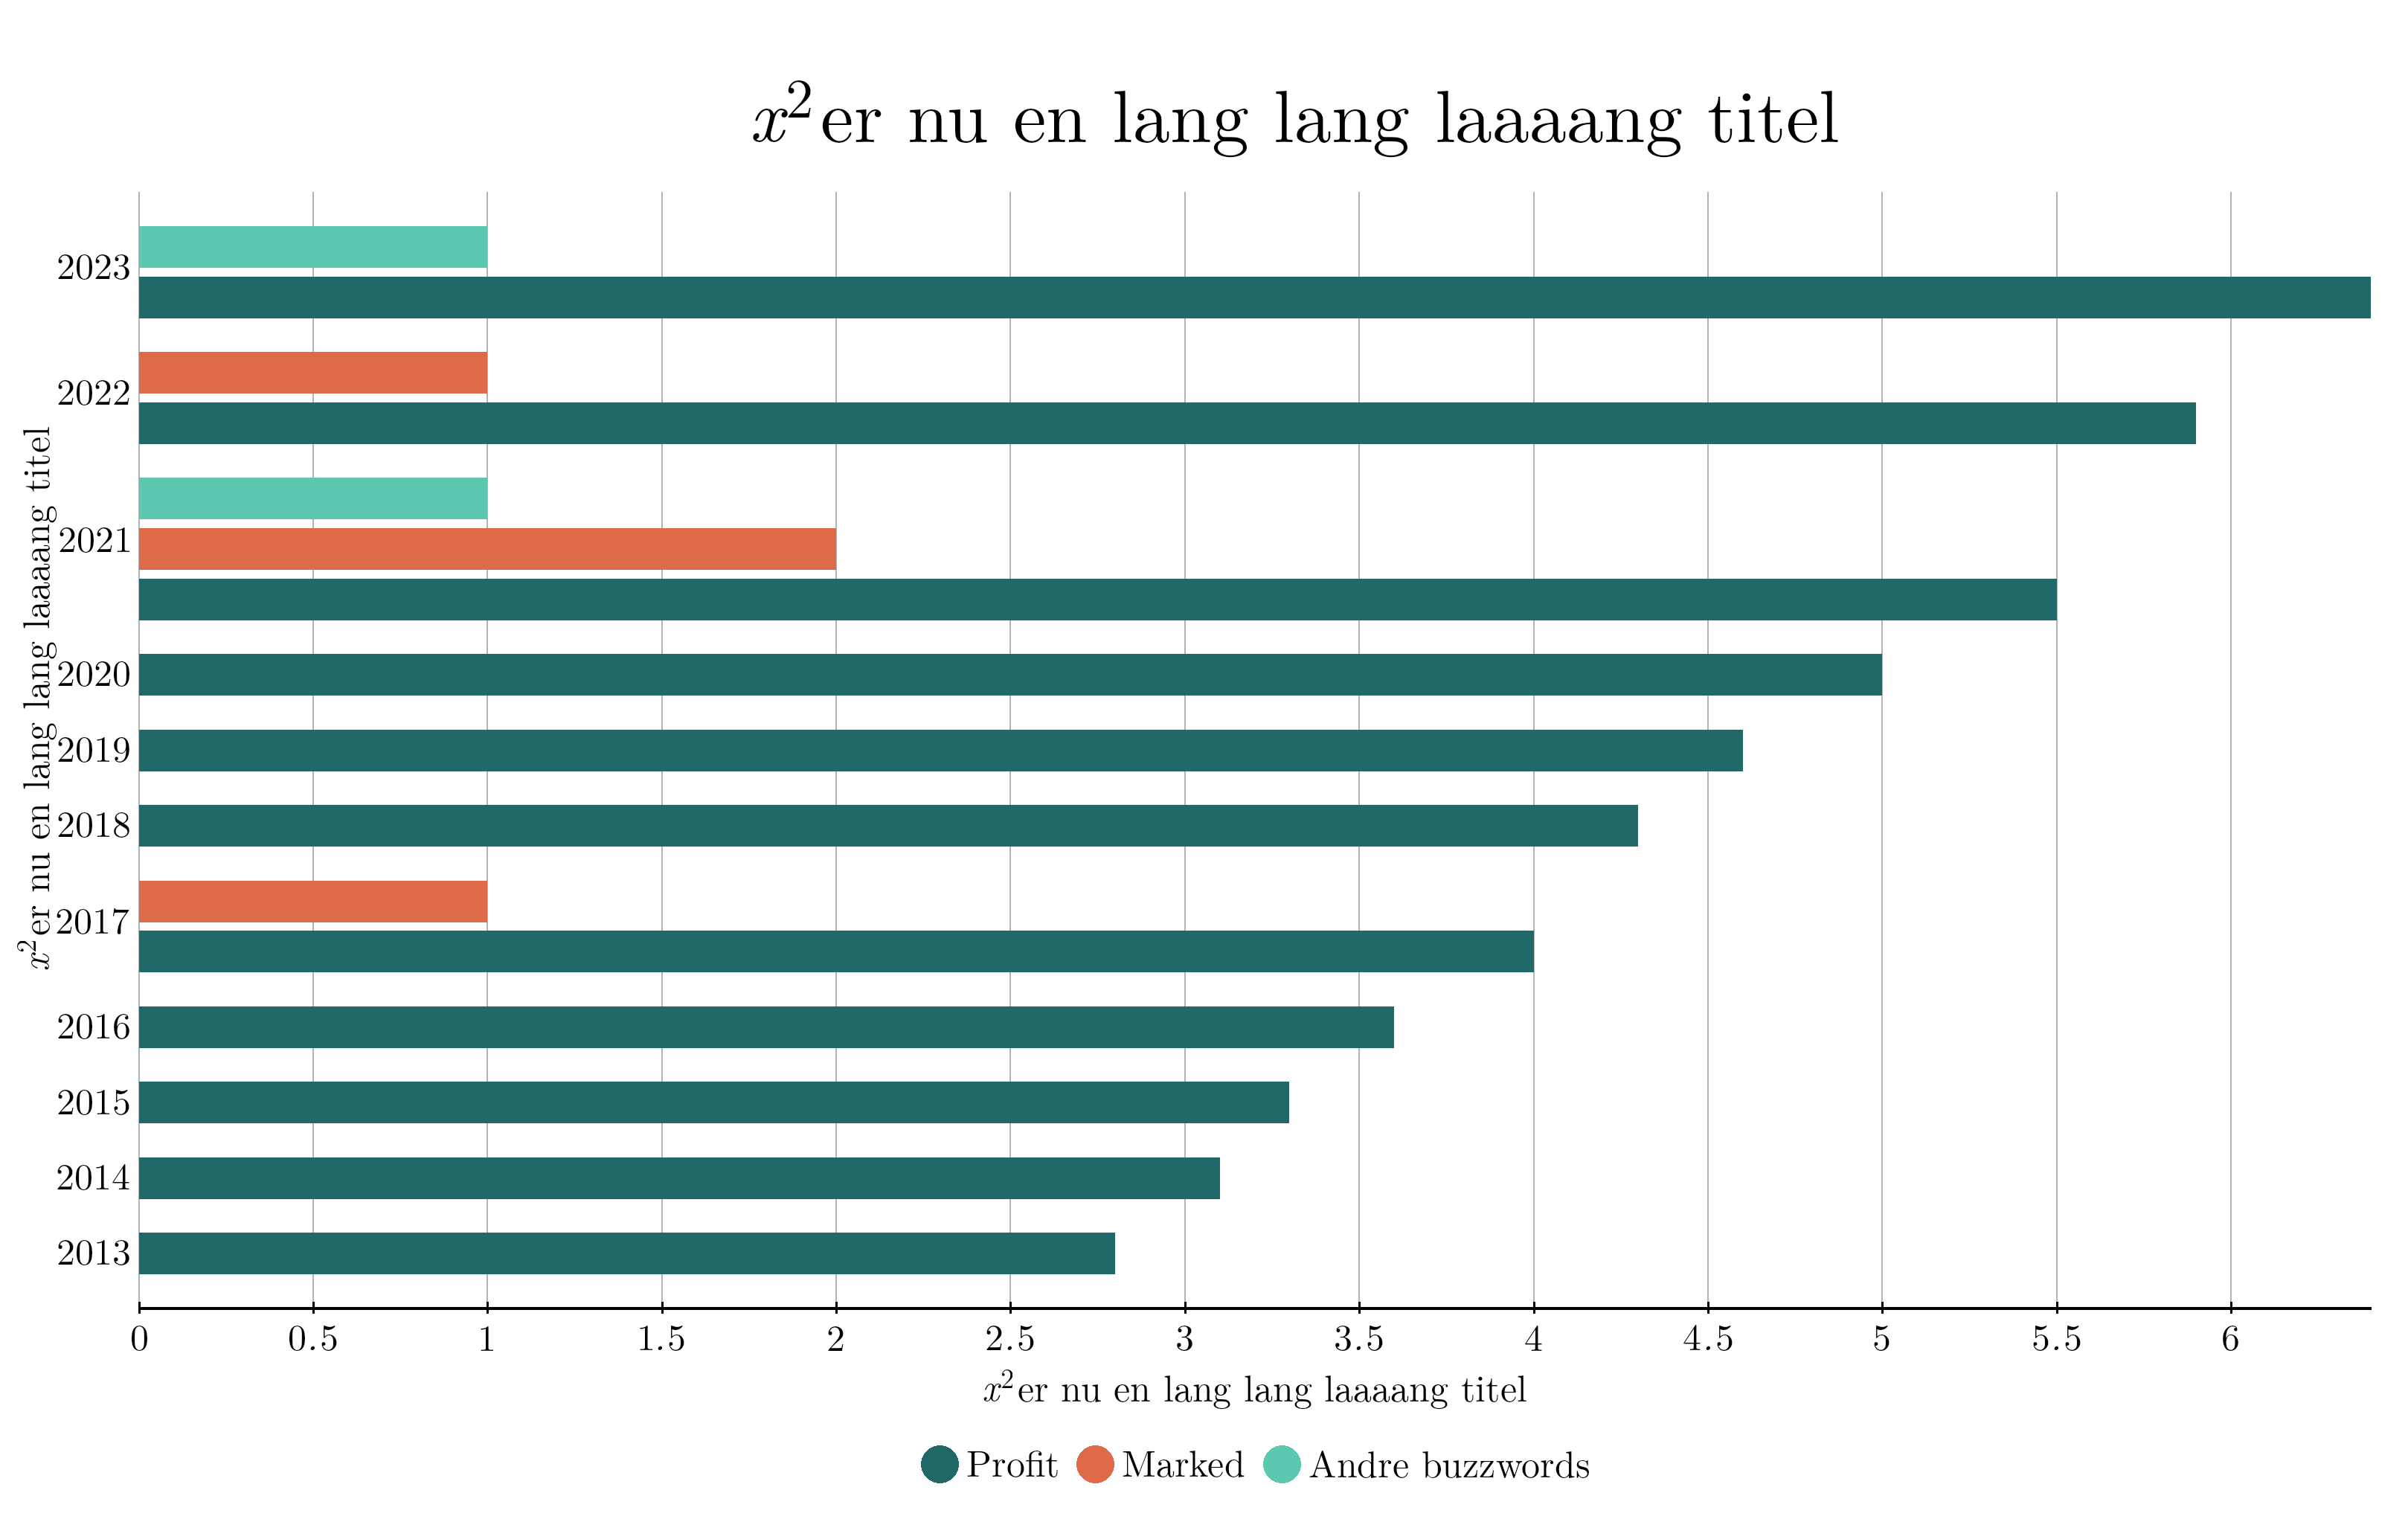 x²er nu en lang lang laaaang titel
x²er nu en lang lang laaaang titel
2023
2022
2021
2020
2019
2018
2017
2016
2015
2014
2013
0 0.5 1 1.5 2 2.5 3 3.5 4 4.5 5 5.5 6
x²er nu en lang lang laaaang titel
Profit Marked Andre buzzwords